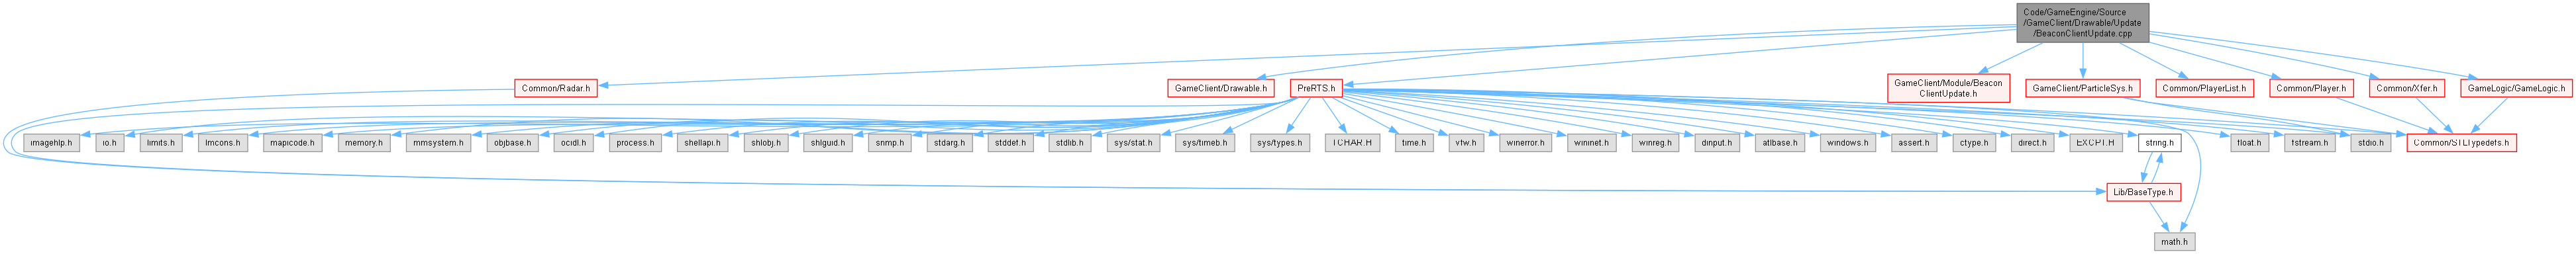 Code/GameEngine/Source
/GameClient/Drawable/Update
/BeaconClientUpdate.cpp
Common/Radar.h
GameClient/Drawable.h
PreRTS.h
GameClient/Module/Beacon
ClientUpdate.h
GameClient/ParticleSys.h
Common/PlayerList.h
Common/Player.h
Common/Xfer.h
GameLogic/GameLogic.h
imagehlp.h
io.h
limits.h
lmcons.h
mapicode.h
memory.h
mmsystem.h
objbase.h
ocidl.h
process.h
shellapi.h
shlobj.h
shlguid.h
snmp.h
stdarg.h
stddef.h
stdlib.h
sys/stat.h
sys/timeb.h
sys/types.h
TCHAR.H
time.h
vfw.h
winerror.h
wininet.h
winreg.h
dinput.h
atlbase.h
windows.h
assert.h
ctype.h
direct.h
EXCPT.H
string.h
float.h
fstream.h
stdio.h
Common/STLTypedefs.h
Lib/BaseType.h
math.h